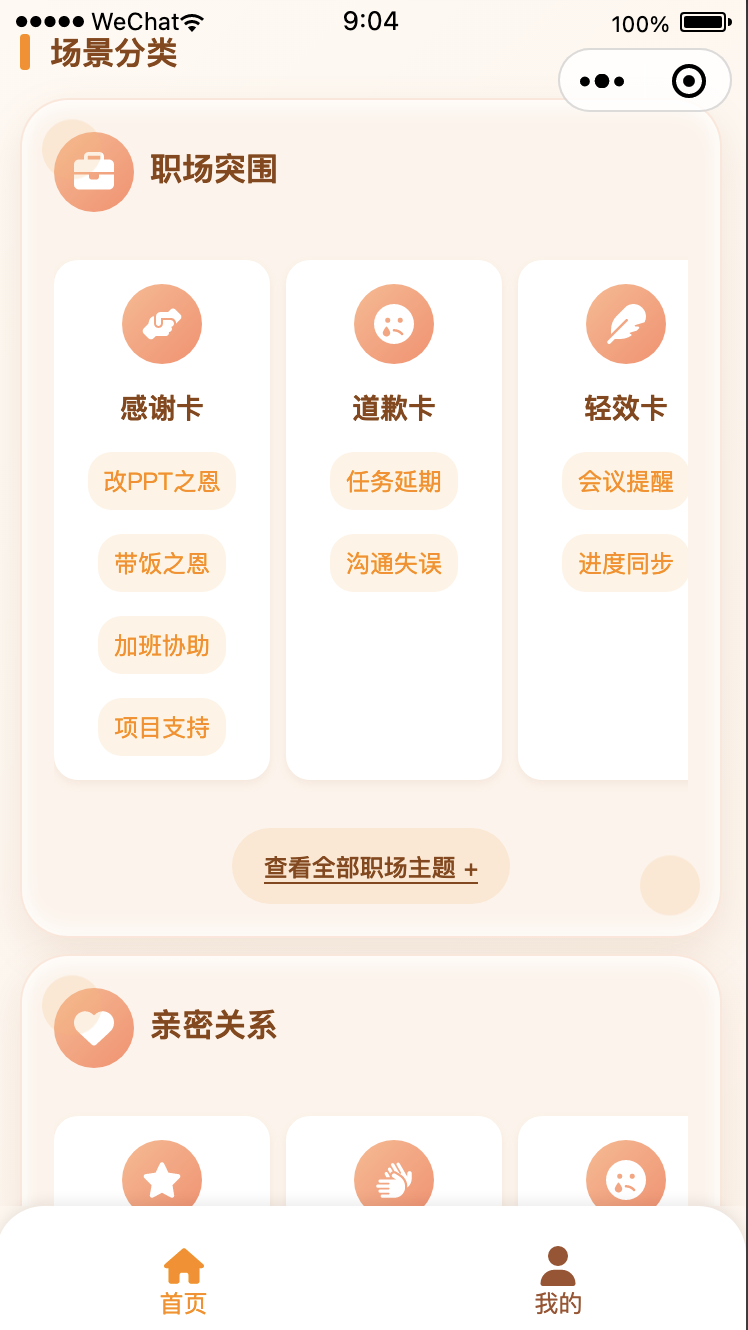 WeChat 9:04 100%
场景分类
职场突围
感谢卡 道歉卡 轻效卡
改PPT之恩 任务延期 会议提醒
带饭之恩 沟通失误 进度同步
加班协助
项目支持
查看全部职场主题 +
亲密关系
首页 我的